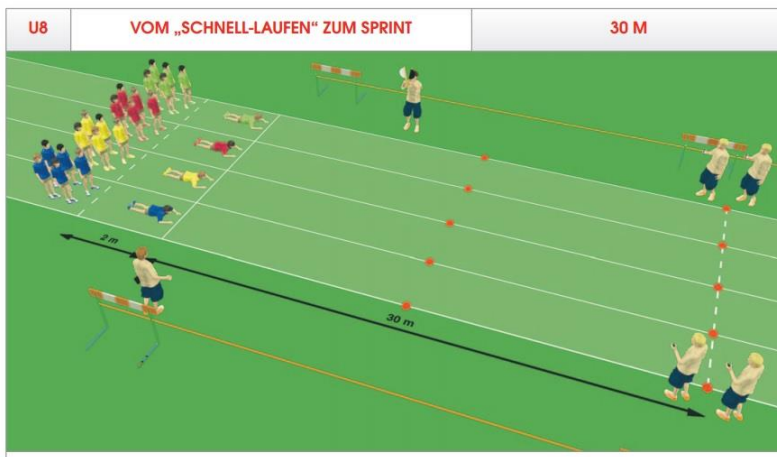 U8
VOM „SCHNELL-LAUFEN“ ZUM SPRINT
30 M
2 m
30 m